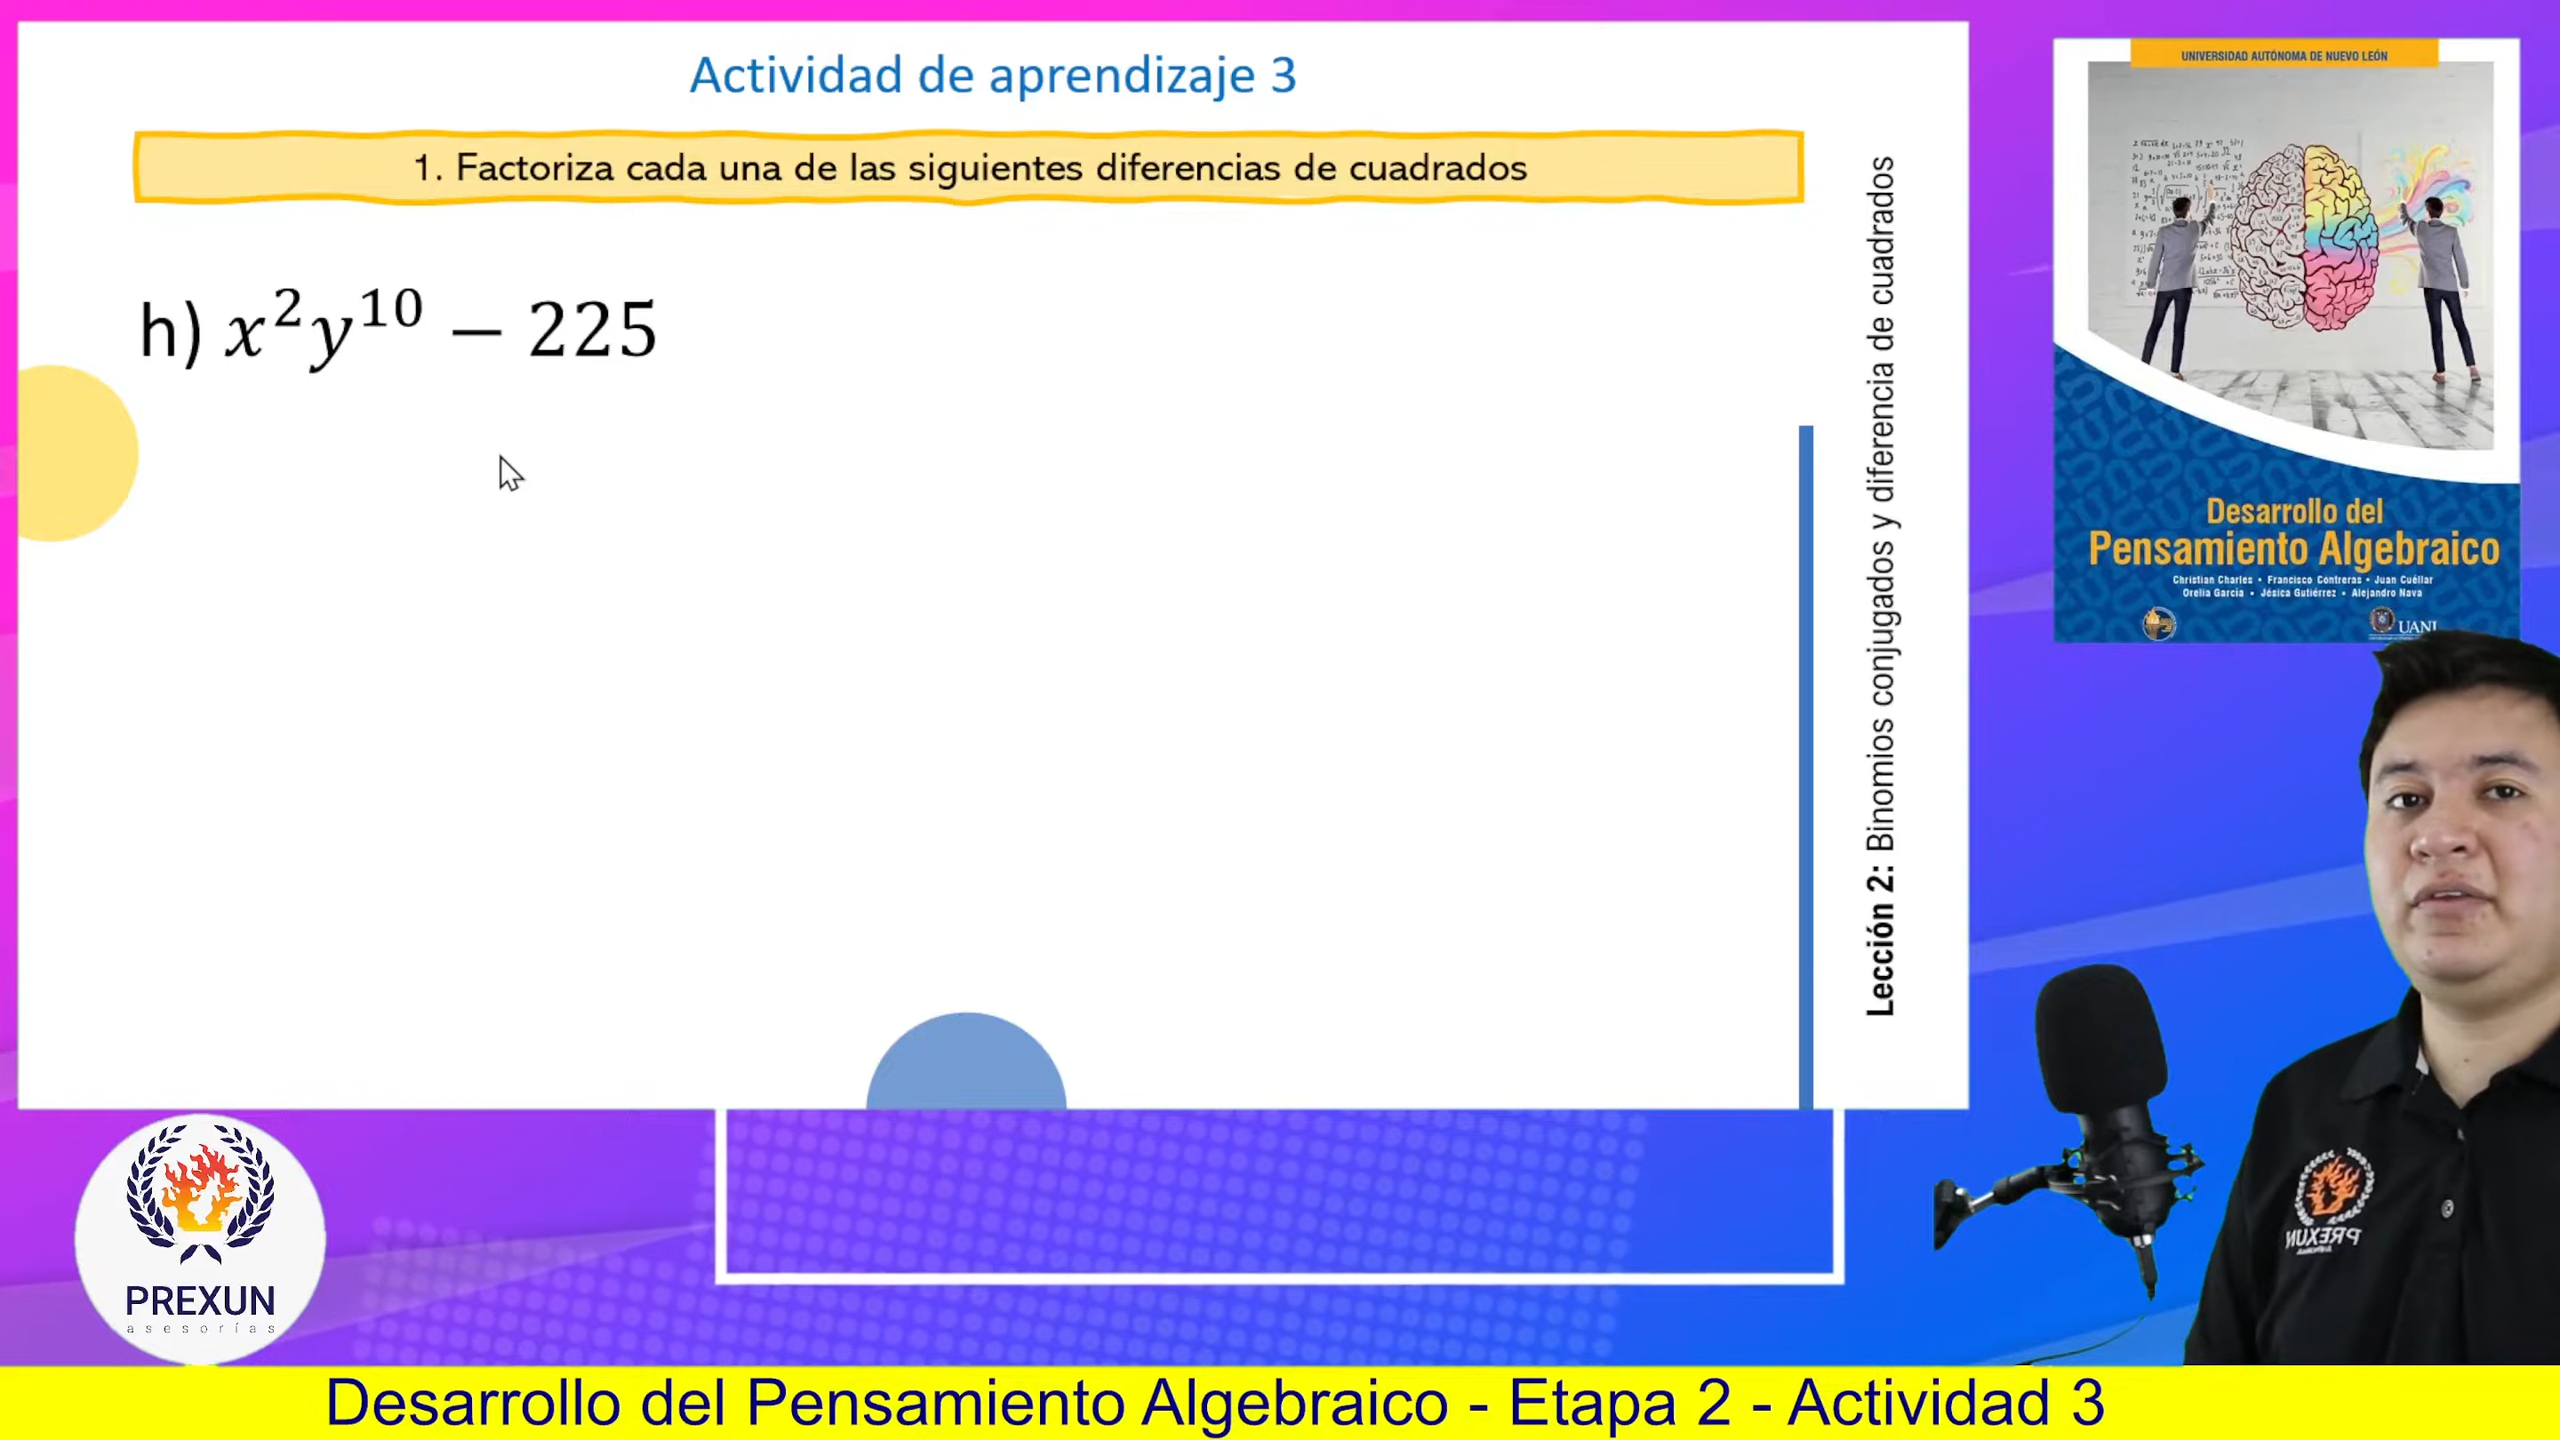 Actividad de aprendizaje 3
1. Factoriza cada una de las siguientes diferencias de cuadrados
h) x²y¹⁰ − 225
Lección 2: Binomios conjugados y diferencia de cuadrados
UNIVERSIDAD AUTÓNOMA DE NUEVO LEÓN
Desarrollo del
Pensamiento Algebraico
Christian Charles • Francisco Contreras • Juan Cuéllar
Orelia García • Jésica Gutiérrez • Alejandro Nava
UANL
PREXUN
PREXUN
asesorías
Desarrollo del Pensamiento Algebraico - Etapa 2 - Actividad 3